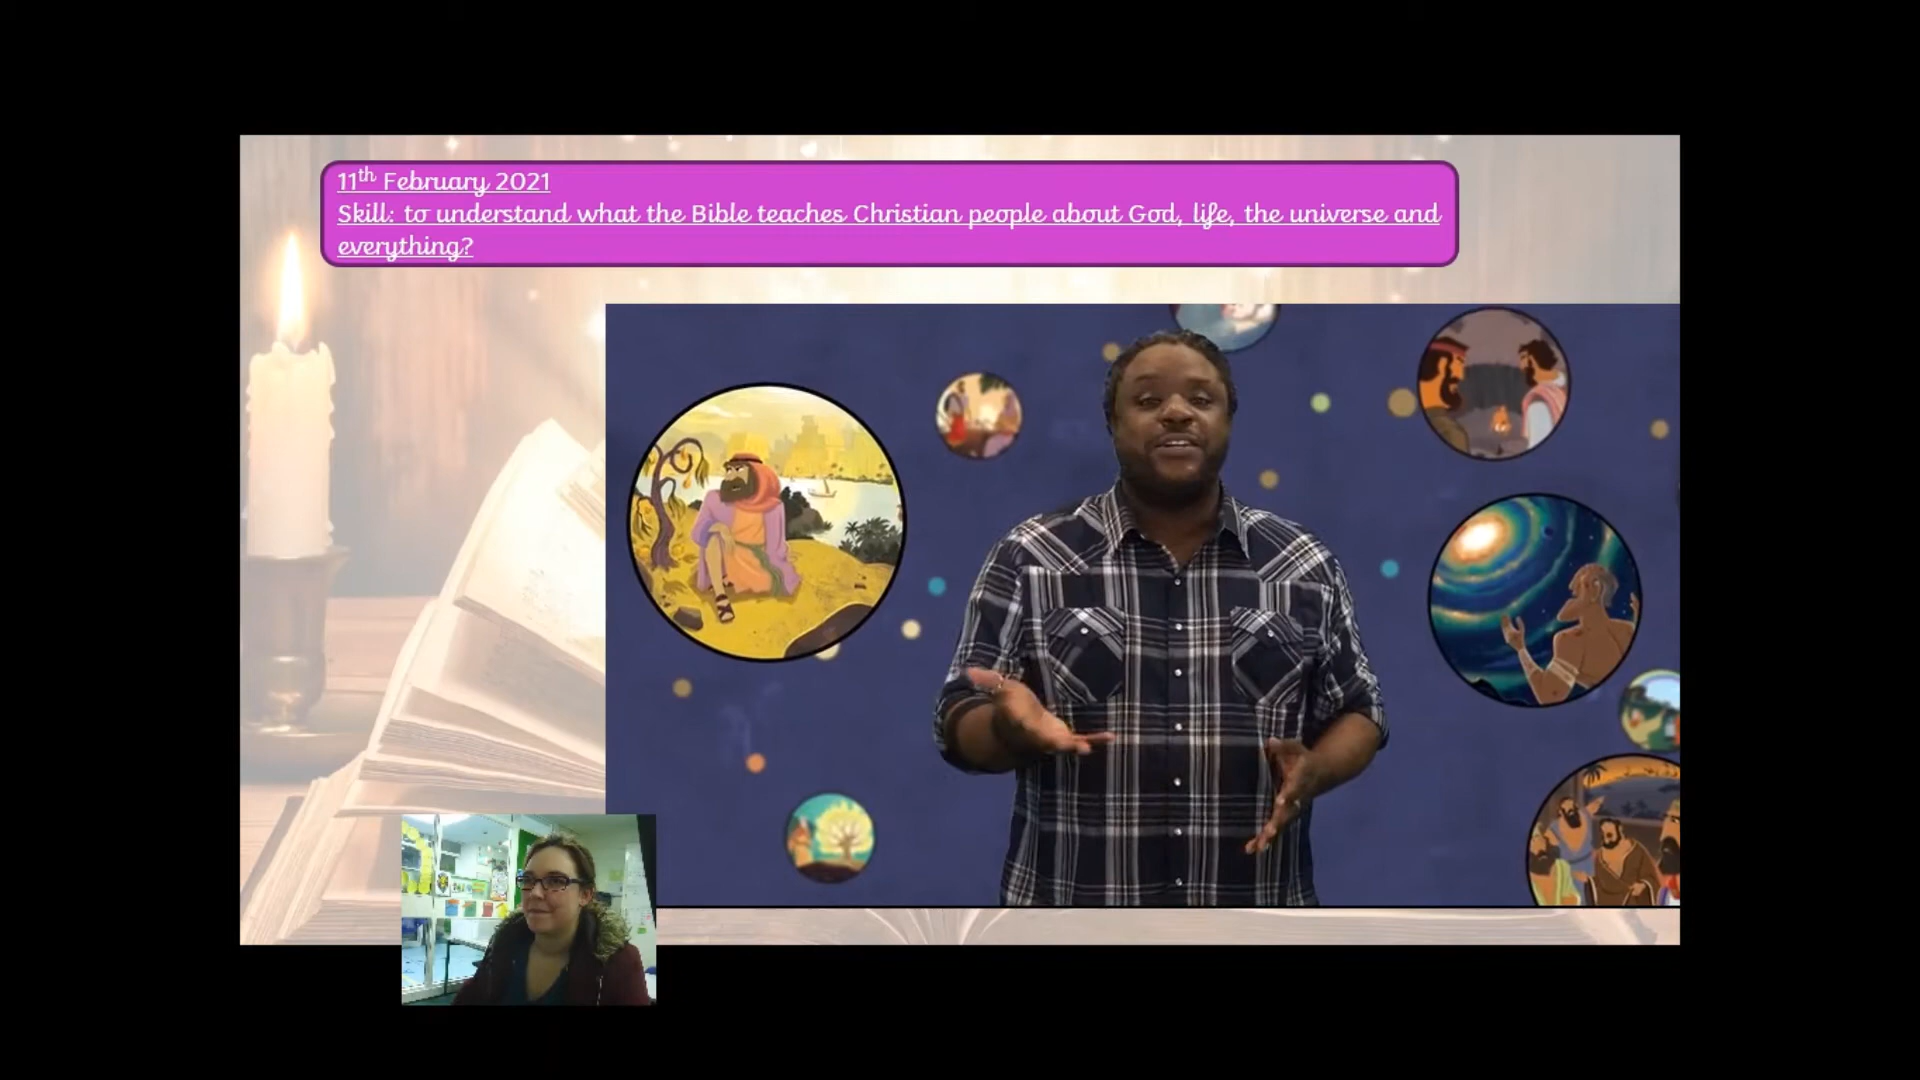 11th February 2021
Skill: to understand what the Bible teaches Christian people about God, life, the universe and
everything?